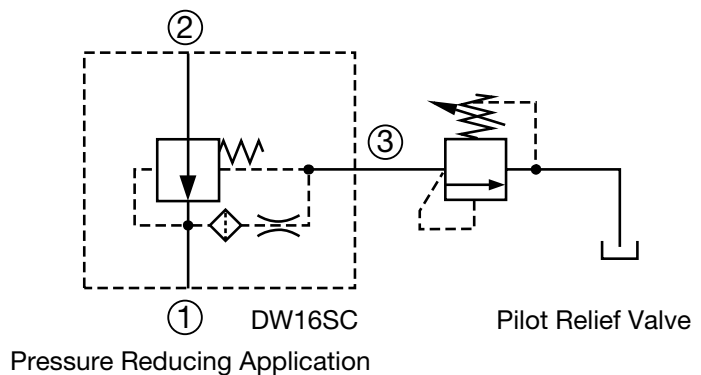 ②
③
① DW16SC Pilot Relief Valve
Pressure Reducing Application